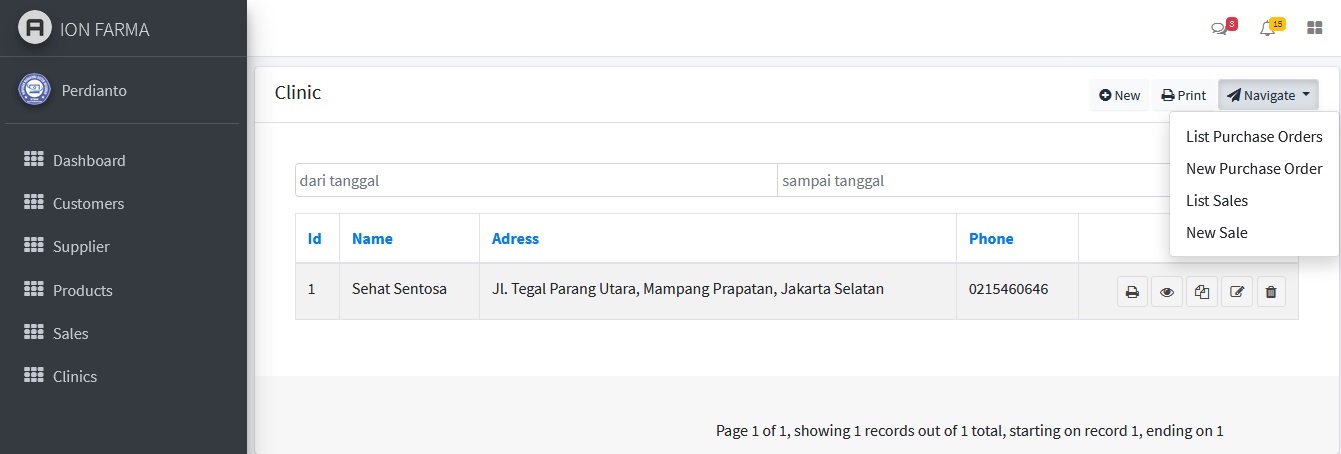 ION FARMA
3
15
Perdianto
Dashboard
Customers
Supplier
Products
Sales
Clinics
Clinic
New
Print
Navigate
List Purchase Orders
New Purchase Order
List Sales
New Sale
dari tanggal
sampai tanggal
Id Name Adress Phone
1 Sehat Sentosa Jl. Tegal Parang Utara, Mampang Prapatan, Jakarta Selatan 0215460646
Page 1 of 1, showing 1 records out of 1 total, starting on record 1, ending on 1